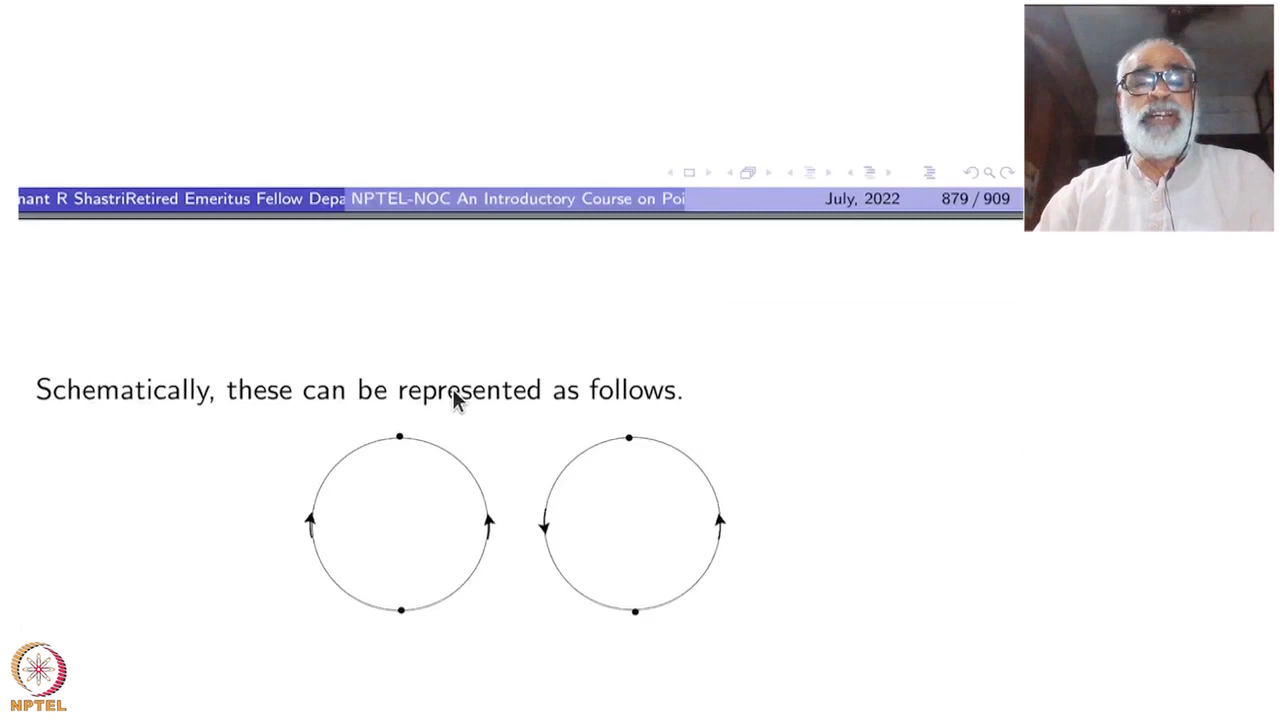 nant R ShastriRetired Emeritus Fellow Depa NPTEL-NOC An Introductory Course on Poi July, 2022 879 / 909
Schematically, these can be represented as follows.
NPTEL